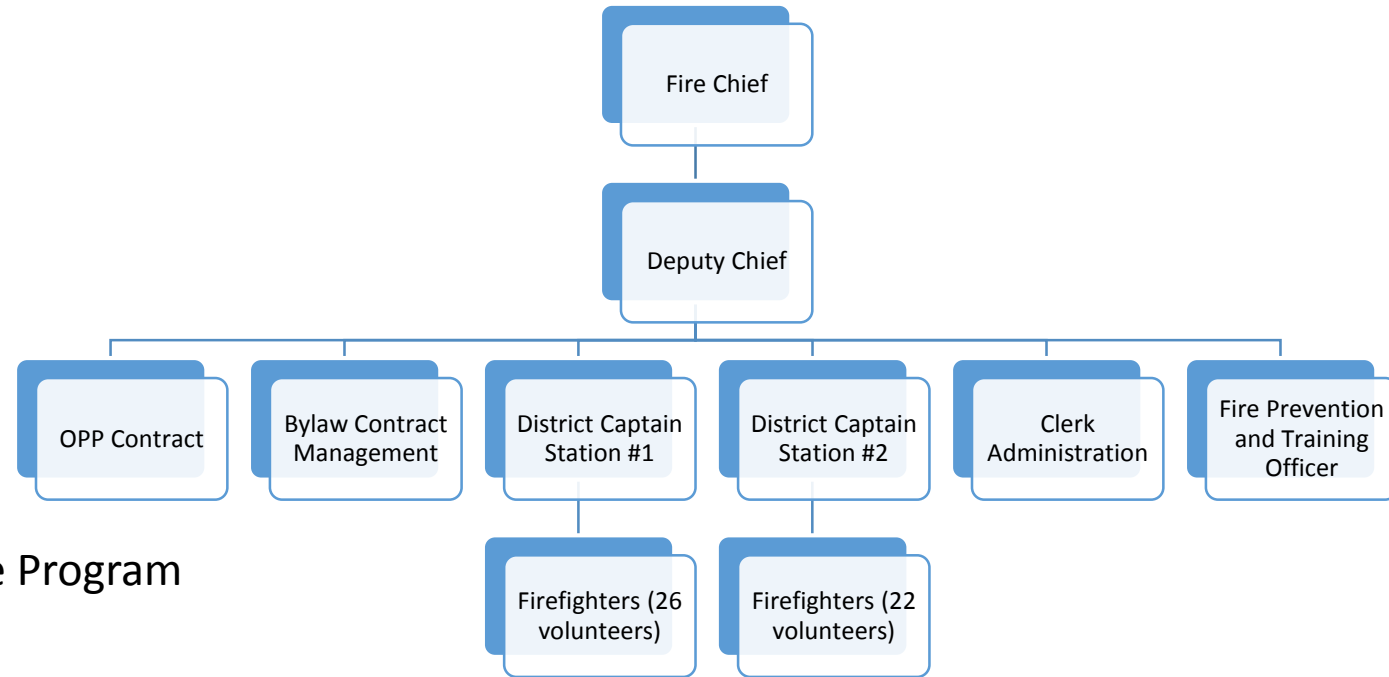 Fire Chief
Deputy Chief
OPP Contract
Bylaw Contract
Management
District Captain
Station #1
District Captain
Station #2
Clerk
Administration
Fire Prevention
and Training
Officer
e Program
Firefighters (26
volunteers)
Firefighters (22
volunteers)